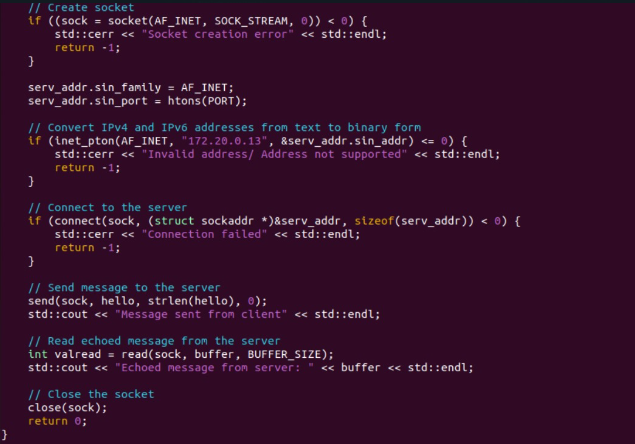 // Create socket
if ((sock = socket(AF_INET, SOCK_STREAM, 0)) < 0) {
std::cerr << "Socket creation error" << std::endl;
return -1;
}
serv_addr.sin_family = AF_INET;
serv_addr.sin_port = htons(PORT);
// Convert IPv4 and IPv6 addresses from text to binary form
if (inet_pton(AF_INET, "172.20.0.13", &serv_addr.sin_addr) <= 0) {
std::cerr << "Invalid address/ Address not supported" << std::endl;
return -1;
}
// Connect to the server
if (connect(sock, (struct sockaddr *)&serv_addr, sizeof(serv_addr)) < 0) {
std::cerr << "Connection failed" << std::endl;
return -1;
}
// Send message to the server
send(sock, hello, strlen(hello), 0);
std::cout << "Message sent from client" << std::endl;
// Read echoed message from the server
int valread = read(sock, buffer, BUFFER_SIZE);
std::cout << "Echoed message from server: " << buffer << std::endl;
// Close the socket
close(sock);
return 0;
}